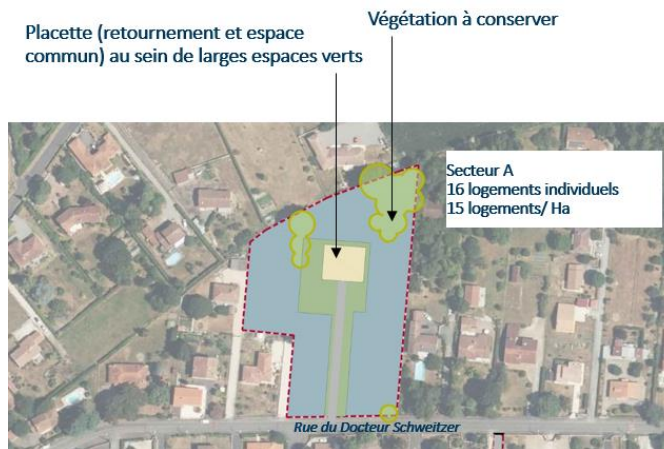 Placette (retournement et espace
commun) au sein de larges espaces verts
Végétation à conserver
Secteur A
16 logements individuels
15 logements/ Ha
Rue du Docteur Schweitzer